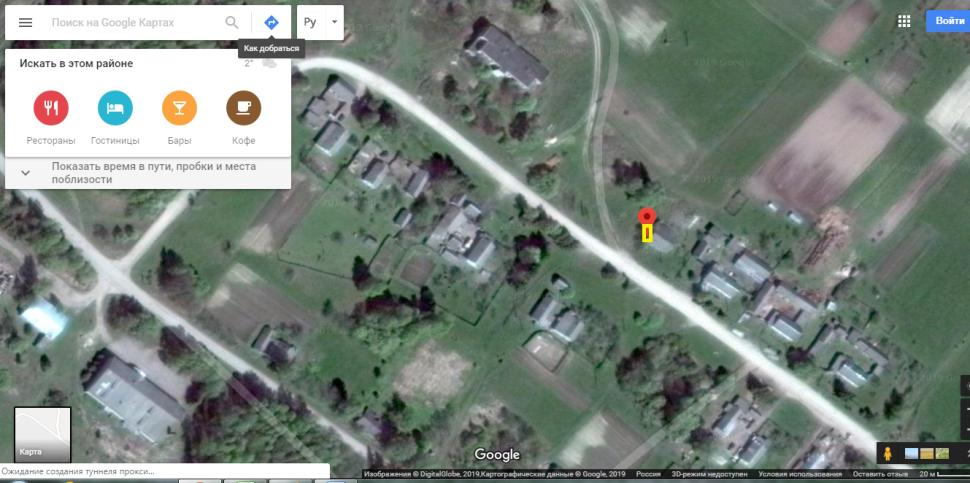 Поиск на Google Картах
Ру
Войти
Как добраться
Искать в этом районе
2°
Рестораны
Гостиницы
Бары
Кофе
Показать время в пути, пробки и места
поблизости
Карта
Google
Ожидание создания туннеля прокси...
Изображения © DigitalGlobe, 2019,Картографические данные © Google, 2019 Россия 3D-режим недоступен Условия использования Оставить отзыв 20 м